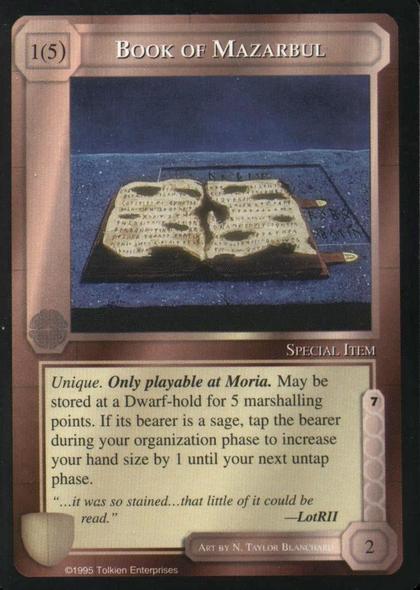 1(5)
BOOK OF MAZARBUL
SPECIAL ITEM
Unique. Only playable at Moria. May be
stored at a Dwarf-hold for 5 marshalling
points. If its bearer is a sage, tap the bearer
during your organization phase to increase
your hand size by 1 until your next untap
phase.
“...it was so stained...that little of it could be
read.” —LotRII
7
ART BY N. TAYLOR BLANCHARD
2
©1995 Tolkien Enterprises